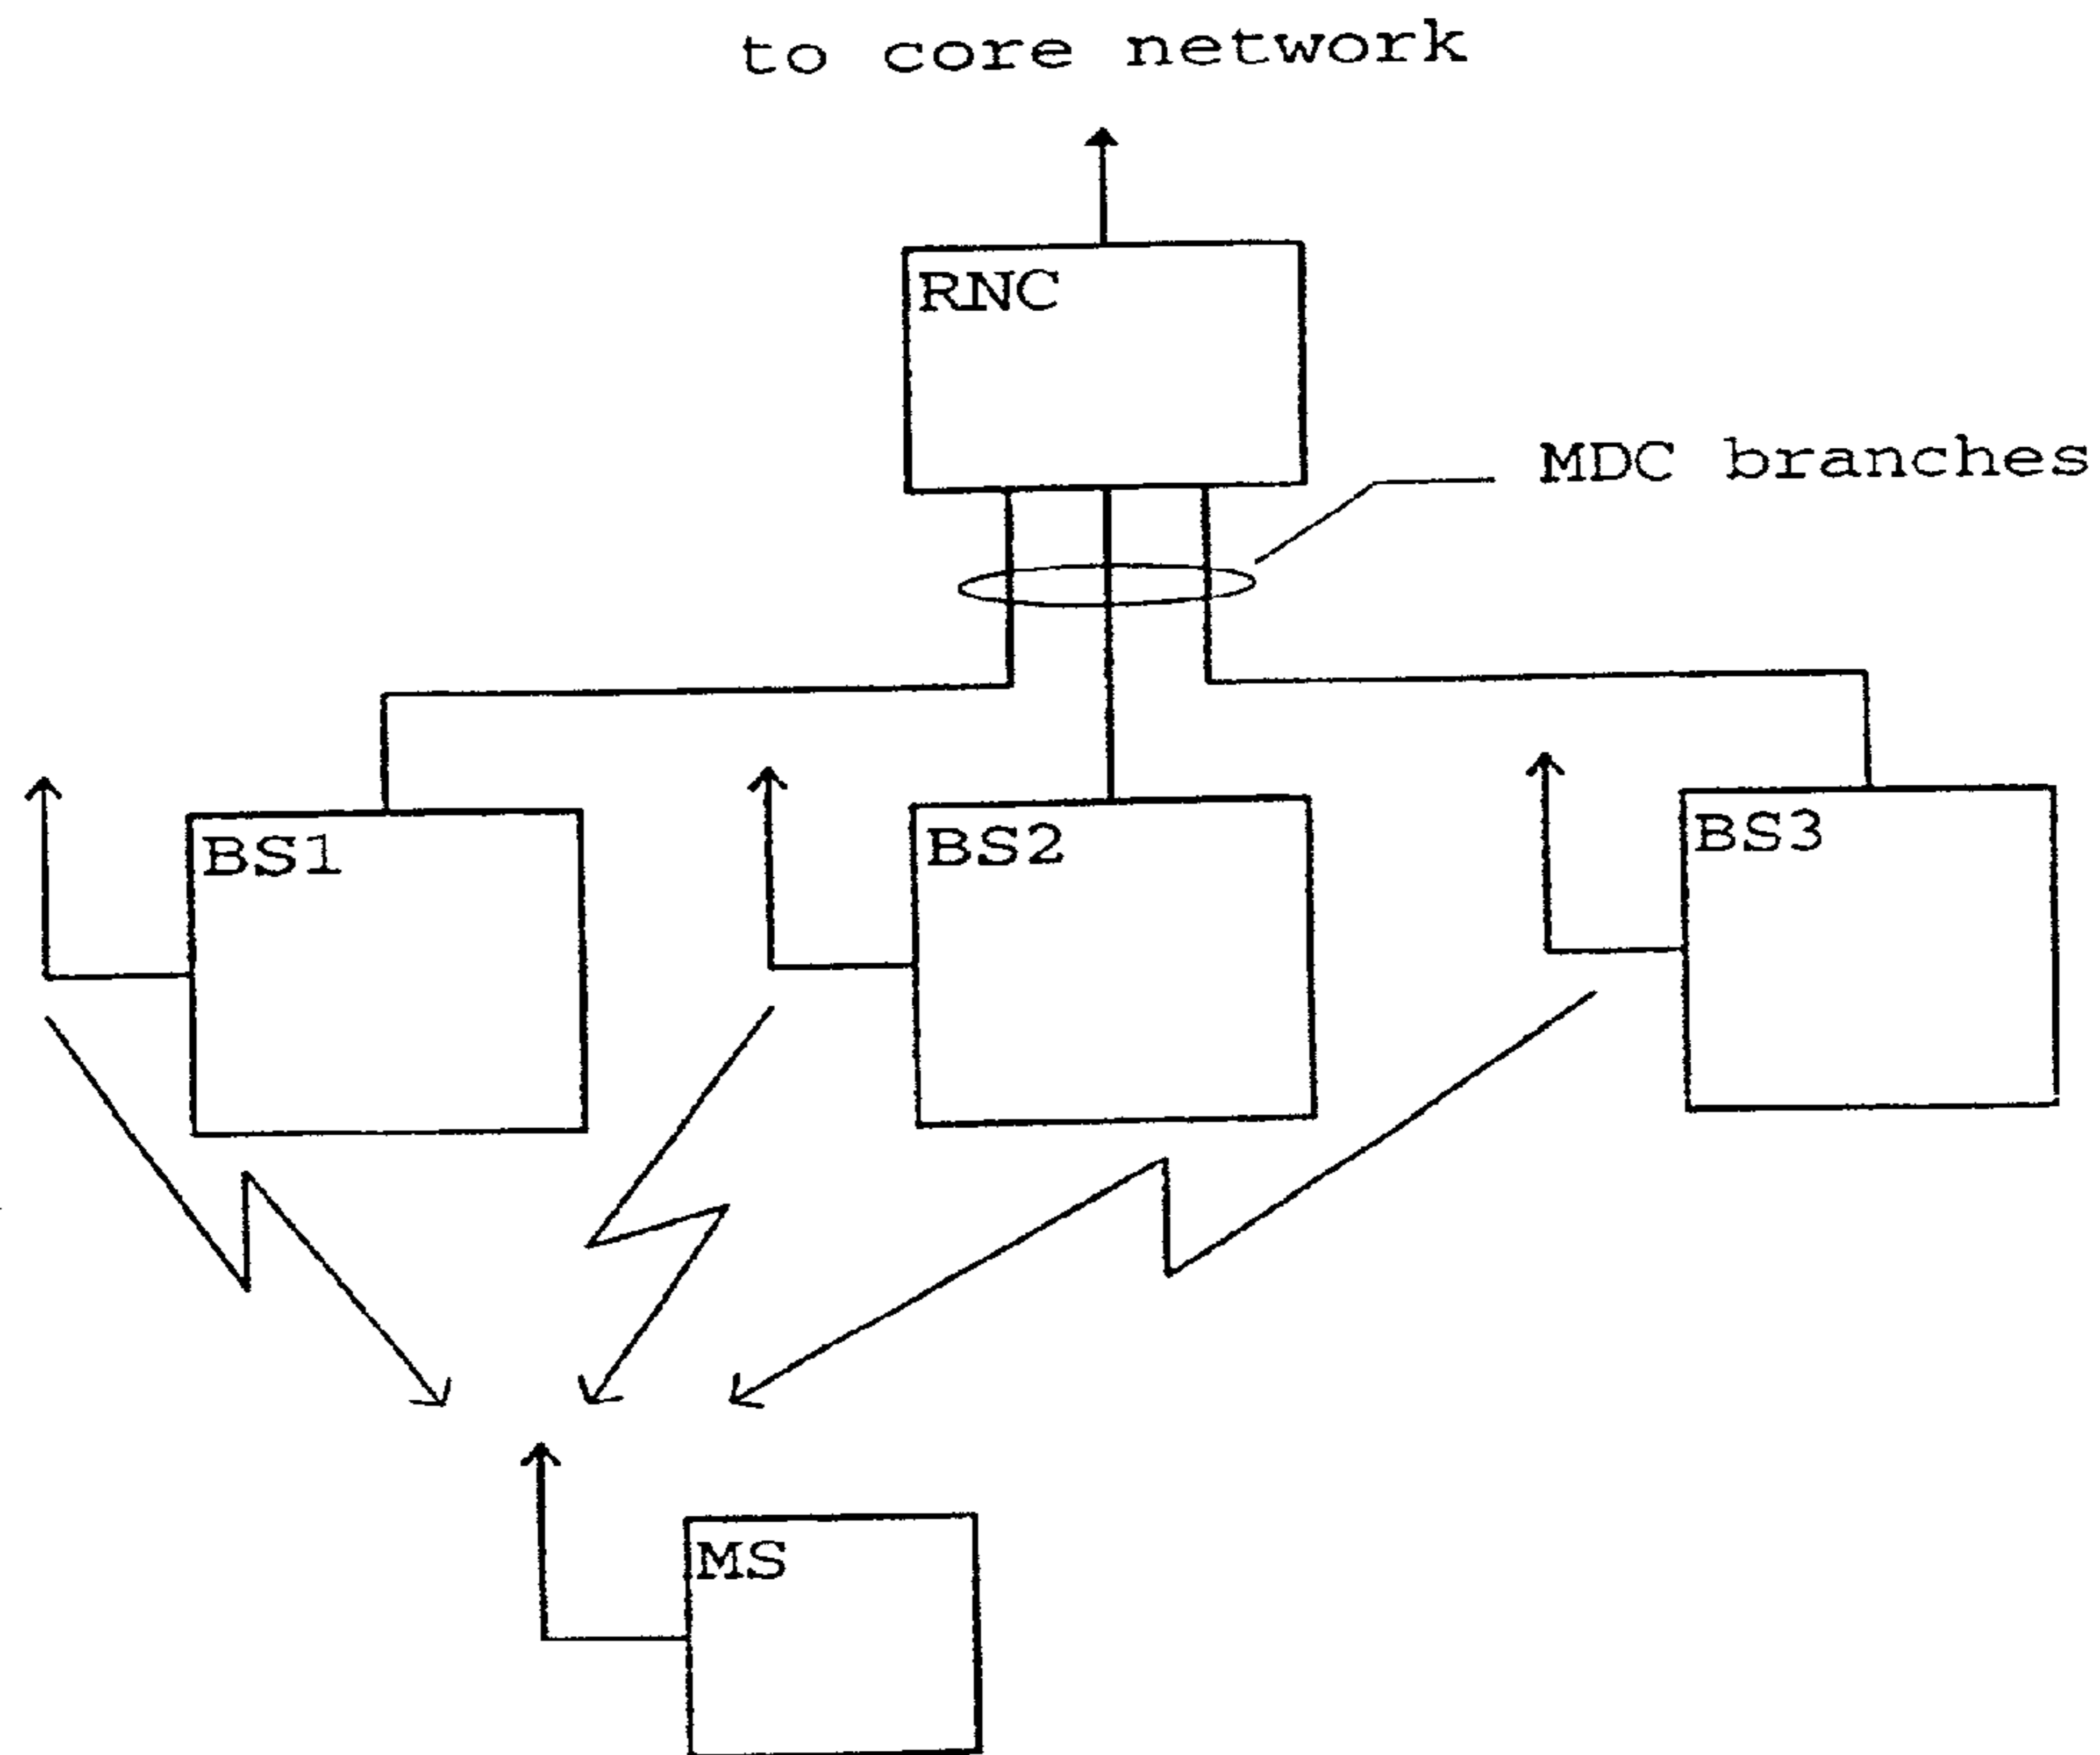 to core network
RNC
MDC branches
BS1
BS2
BS3
MS